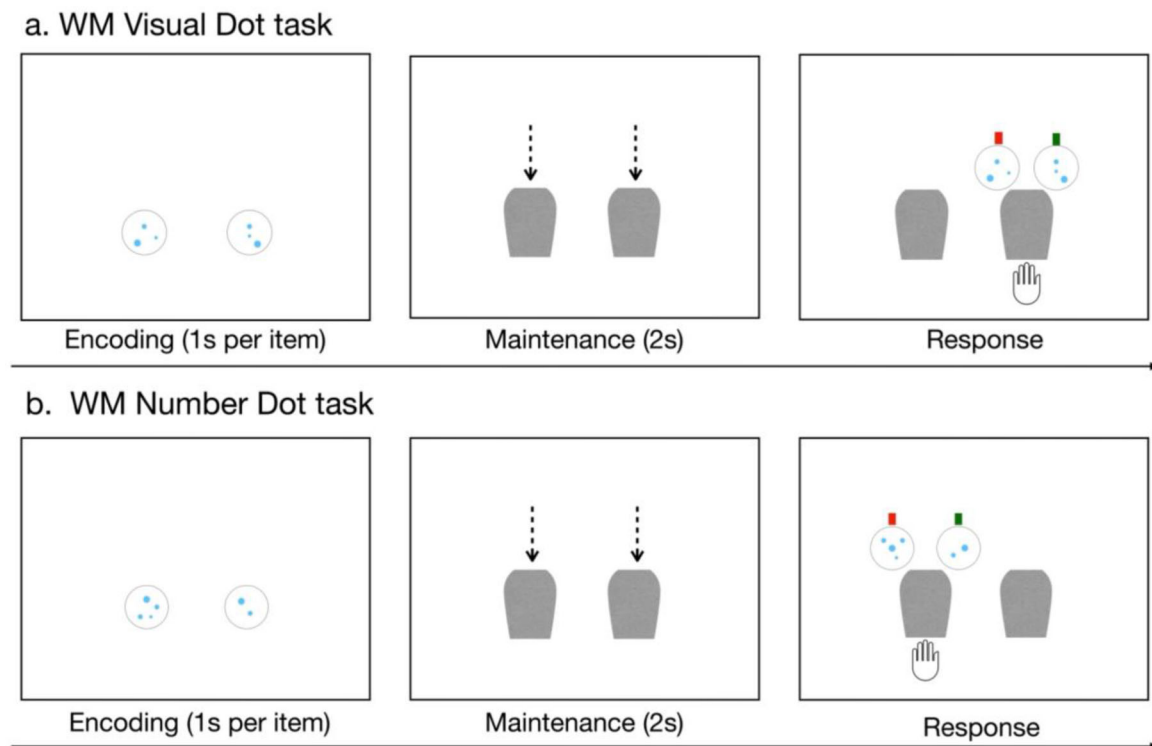 a. WM Visual Dot task
Encoding (1s per item)
Maintenance (2s)
Response
b. WM Number Dot task
Encoding (1s per item)
Maintenance (2s)
Response